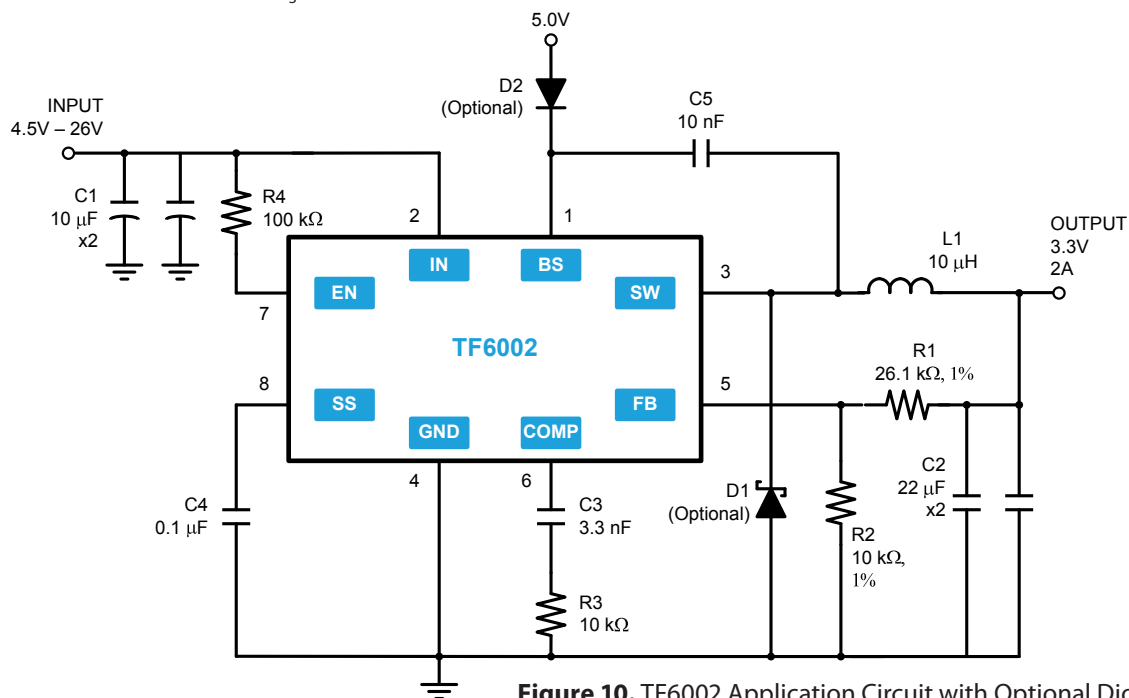 5.0V
D2
(Optional)
C5
10 nF
INPUT
4.5V – 26V
C1
10 µF
x2
R4
100 kΩ
2
1
IN
BS
EN
SW
7
3
L1
10 µH
OUTPUT
3.3V
2A
TF6002
R1
26.1 kΩ, 1%
8
5
SS
FB
GND
COMP
4
6
C4
0.1 µF
C3
3.3 nF
D1
(Optional)
C2
22 µF
x2
R2
10 kΩ,
1%
R3
10 kΩ
Figure 10. TF6002 Application Circuit with Optional